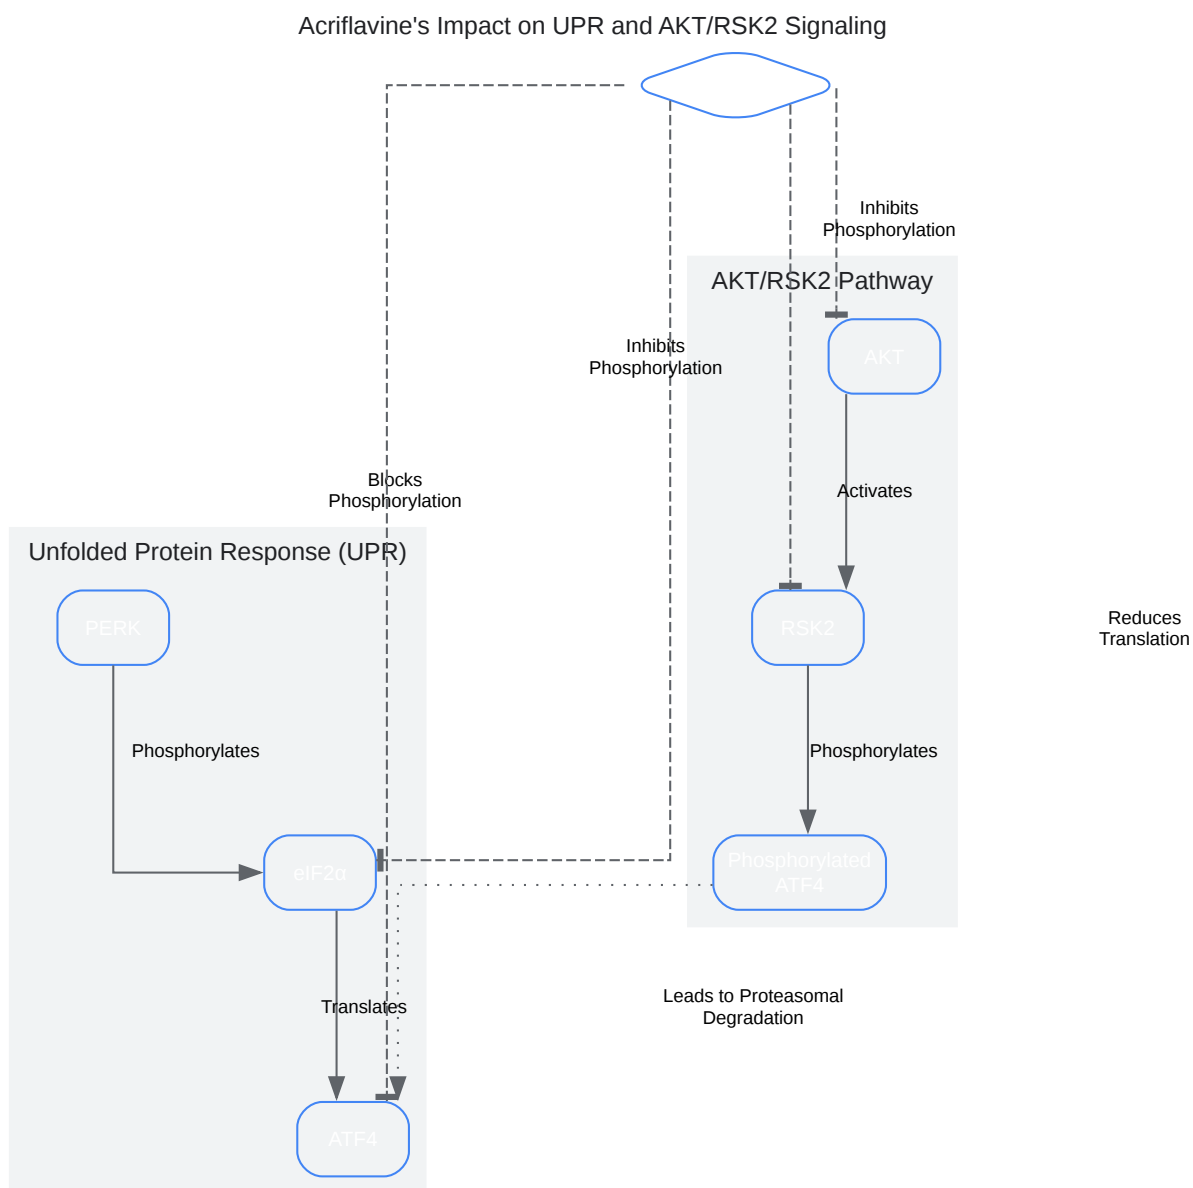 Acriflavine's Impact on UPR and AKT/RSK2 Signaling
Inhibits
Phosphorylation
AKT/RSK2 Pathway
Inhibits
Phosphorylation
AKT
Blocks
Phosphorylation
Activates
Unfolded Protein Response (UPR)
PERK
RSK2
Reduces
Translation
Phosphorylates
Phosphorylates
eIF2α
Phosphorylated
ATF4
Translates
Leads to Proteasomal
Degradation
ATF4